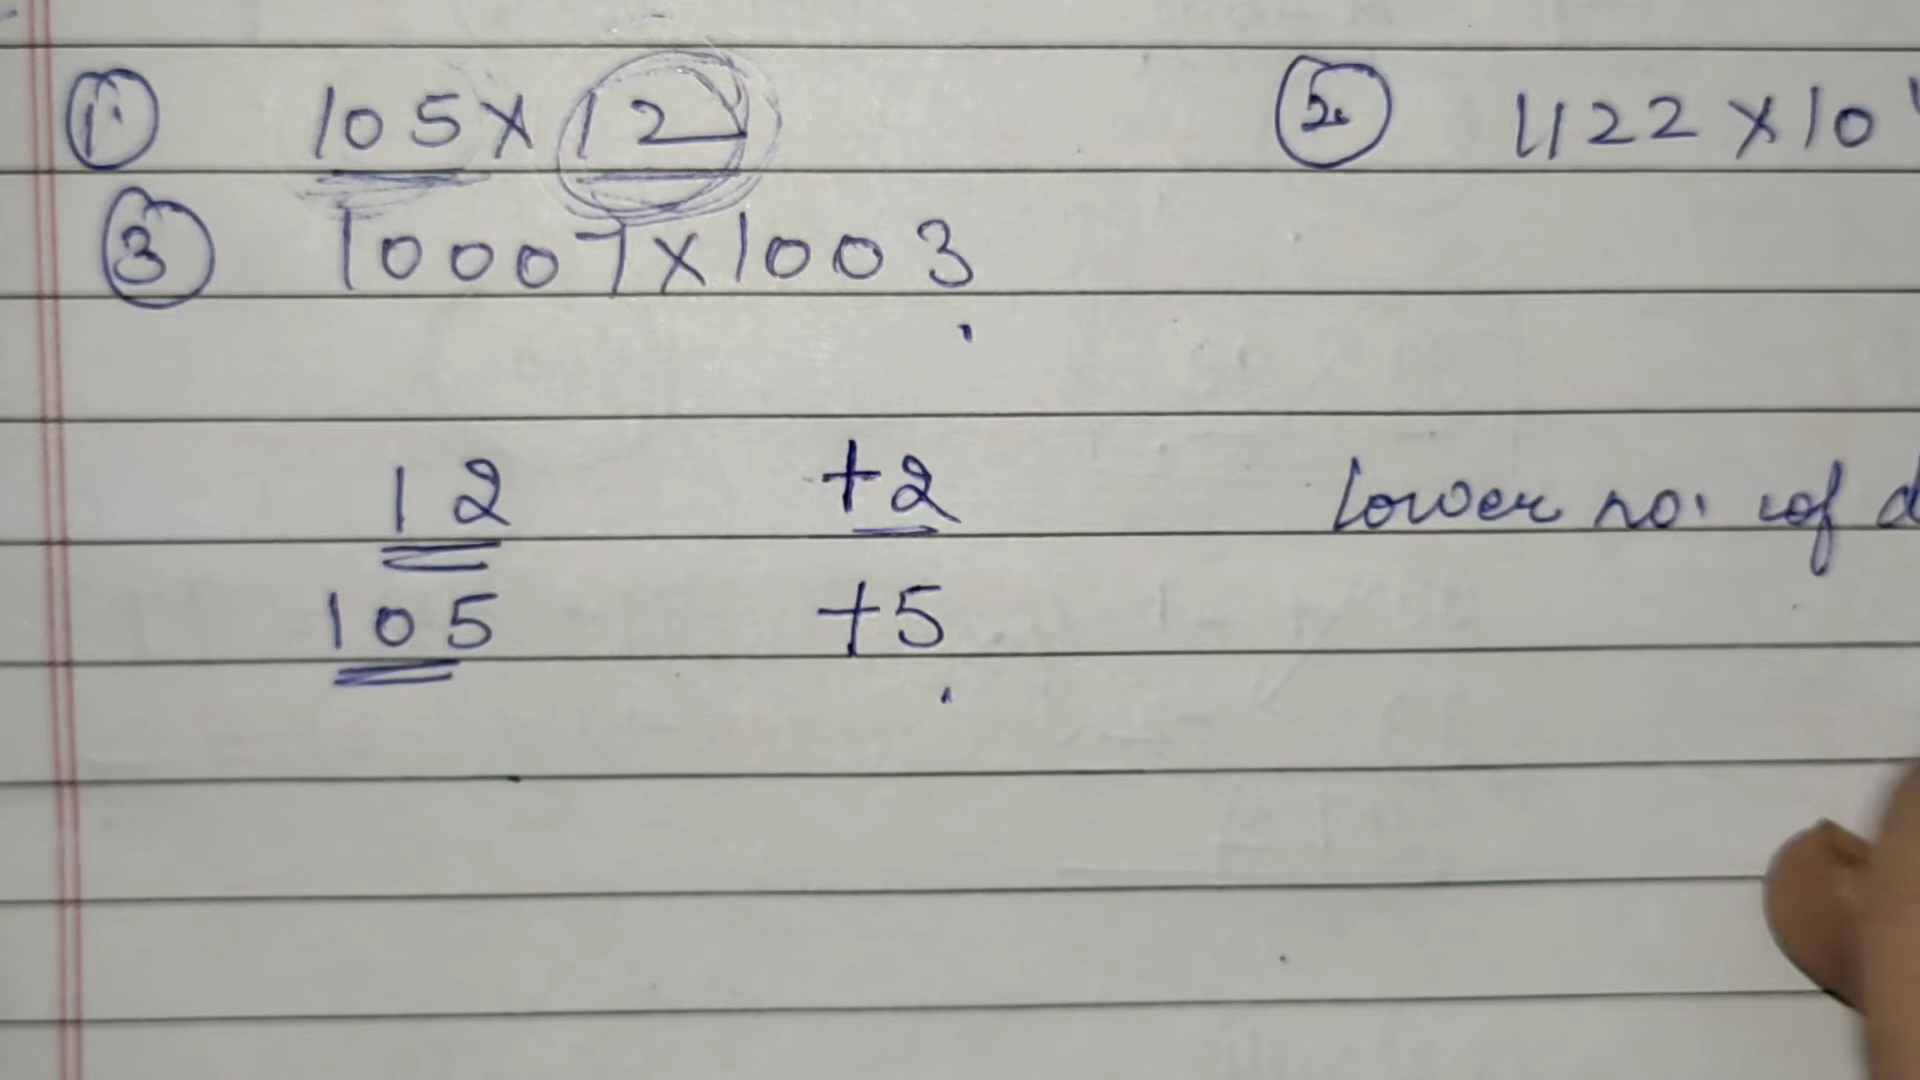 1. 105 x 12 2. 1122 x 10
3 10007 x 1003
12 +2 lower no. of
105 +5